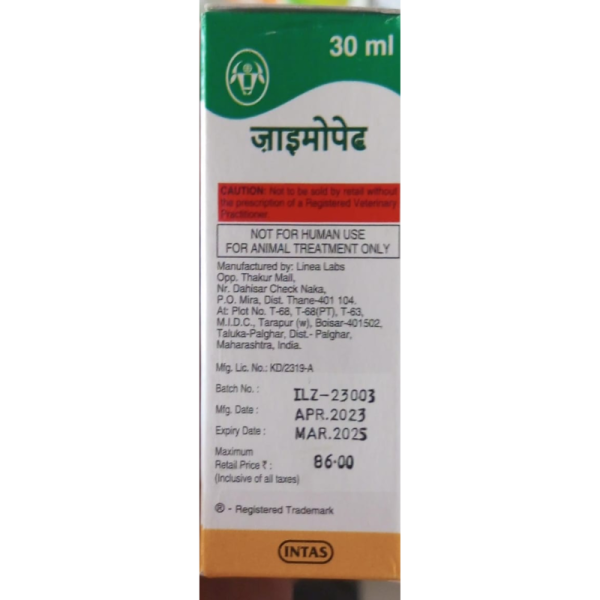 30 ml
ज़ाइमोपेट
CAUTION: Not to be sold by retail without
the prescription of a Registered Veterinary
Practitioner.
NOT FOR HUMAN USE
FOR ANIMAL TREATMENT ONLY
Manufactured by: Linea Labs
Opp. Thakur Mall,
Nr. Dahisar Check Naka,
P.O. Mira, Dist. Thane-401 104.
At: Plot No. T-68, T-68(PT), T-63,
M.I.D.C., Tarapur (w), Boisar-401502,
Taluka-Palghar, Dist.- Palghar,
Maharashtra, India.
Mfg. Lic. No.: KD/2319-A
Batch No. : ILZ-23003
Mfg. Date : APR.2023
Expiry Date : MAR.2025
Maximum
Retail Price ₹ : 86.00
(Inclusive of all taxes)
® - Registered Trademark
INTAS